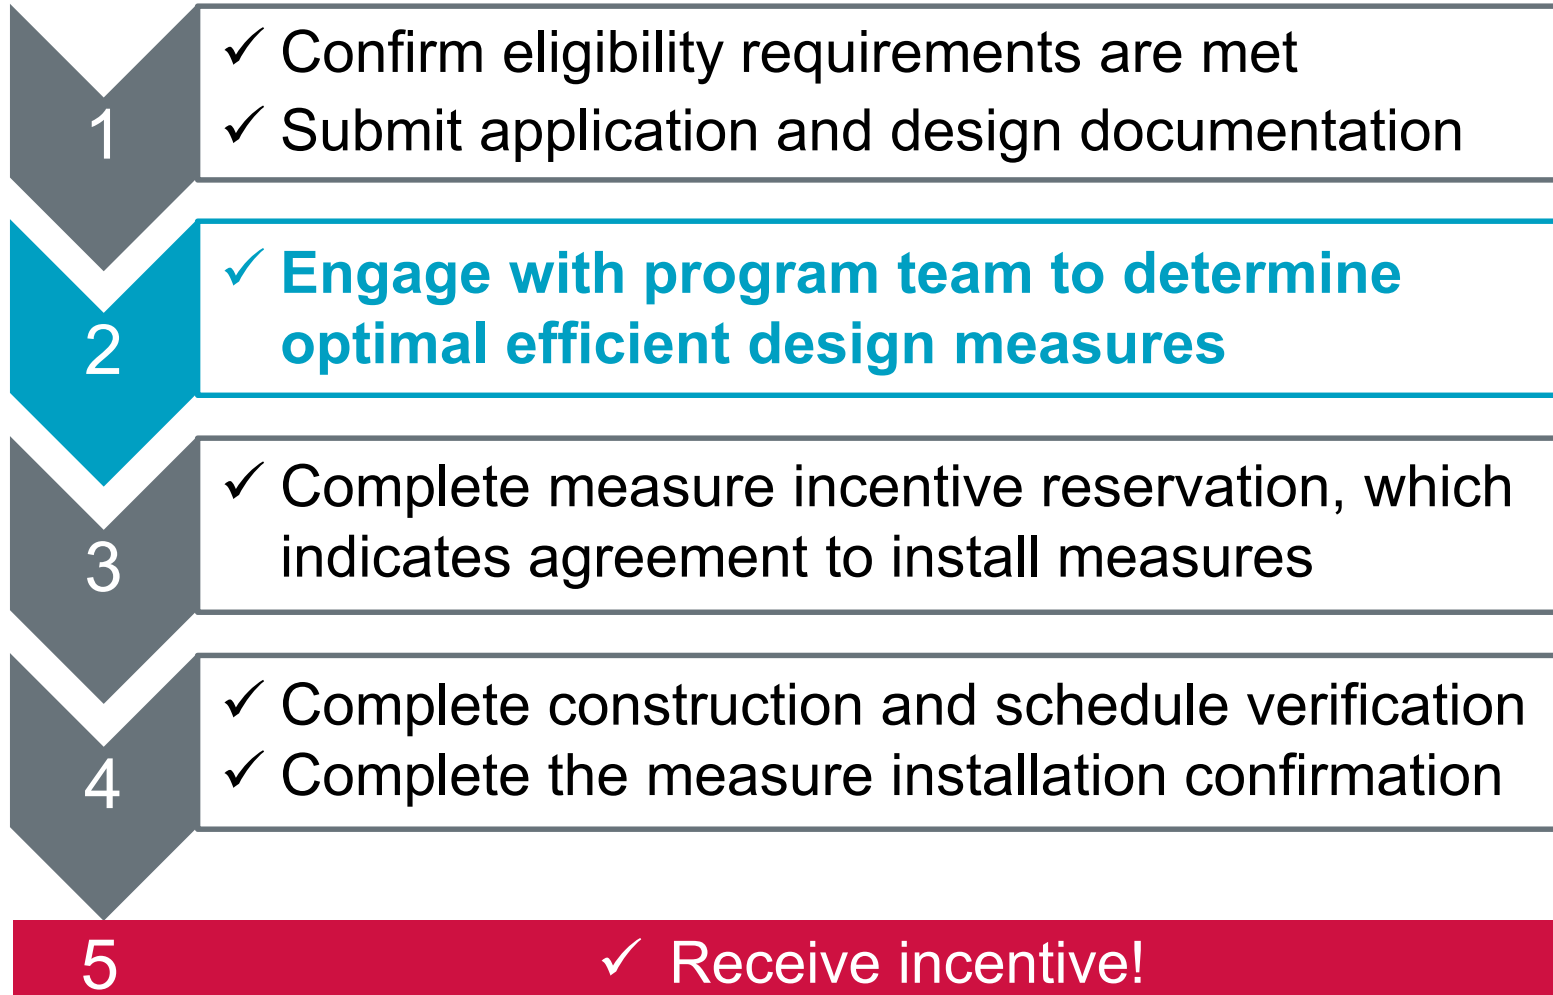 1
✓ Confirm eligibility requirements are met
✓ Submit application and design documentation
2
✓ Engage with program team to determine
optimal efficient design measures
3
✓ Complete measure incentive reservation, which
indicates agreement to install measures
4
✓ Complete construction and schedule verification
✓ Complete the measure installation confirmation
5
✓ Receive incentive!